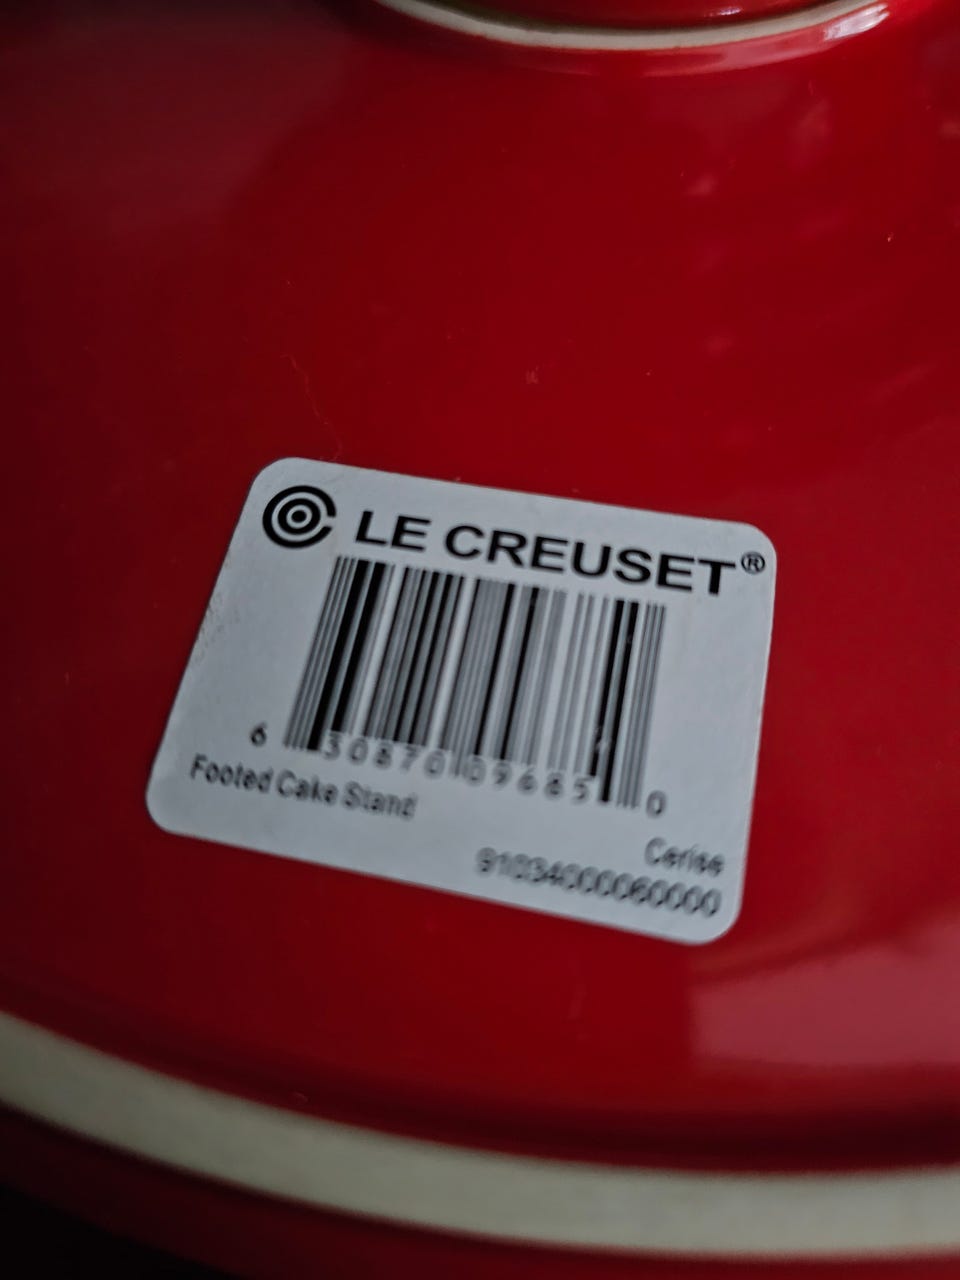 LE CREUSET®
6 30870 09685 0
Footed Cake Stand
Cerise
91034000060000